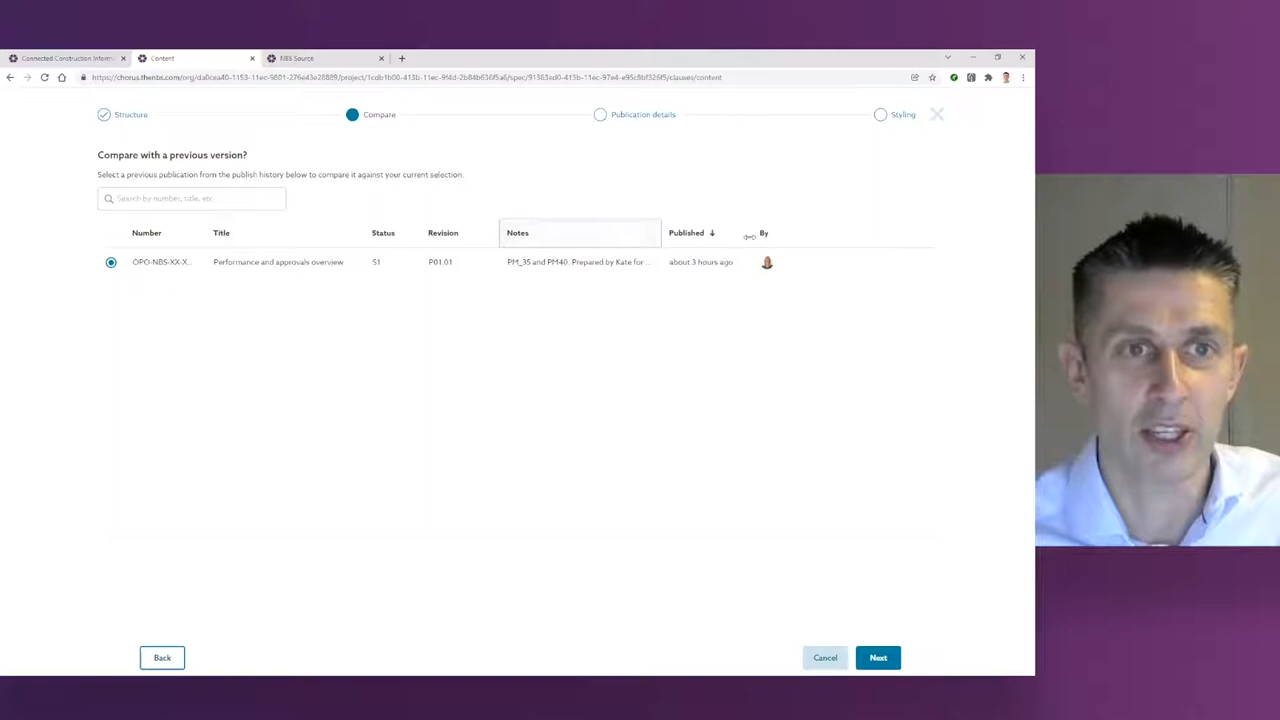 Connected Construction Inform
Content
NBS Source
https://chorus.thenbs.com/org/da0cea40-1153-11ec-9801-276e43e28889/project/1cdb1b00-413b-11ec-9f4d-2b84b636f5a6/spec/91363ed0-413b-11ec-97e4-e95c8bf326f5/clauses/content
Structure
Compare
Publication details
Styling
Compare with a previous version?
Select a previous publication from the publish history below to compare it against your current selection.
Search by number, title, etc.
Number Title Status Revision Notes Published By
OPO-NBS-XX-X... Performance and approvals overview S1 P01.01 PM_35 and PM40. Prepared by Kate for ... about 3 hours ago
Back
Cancel
Next